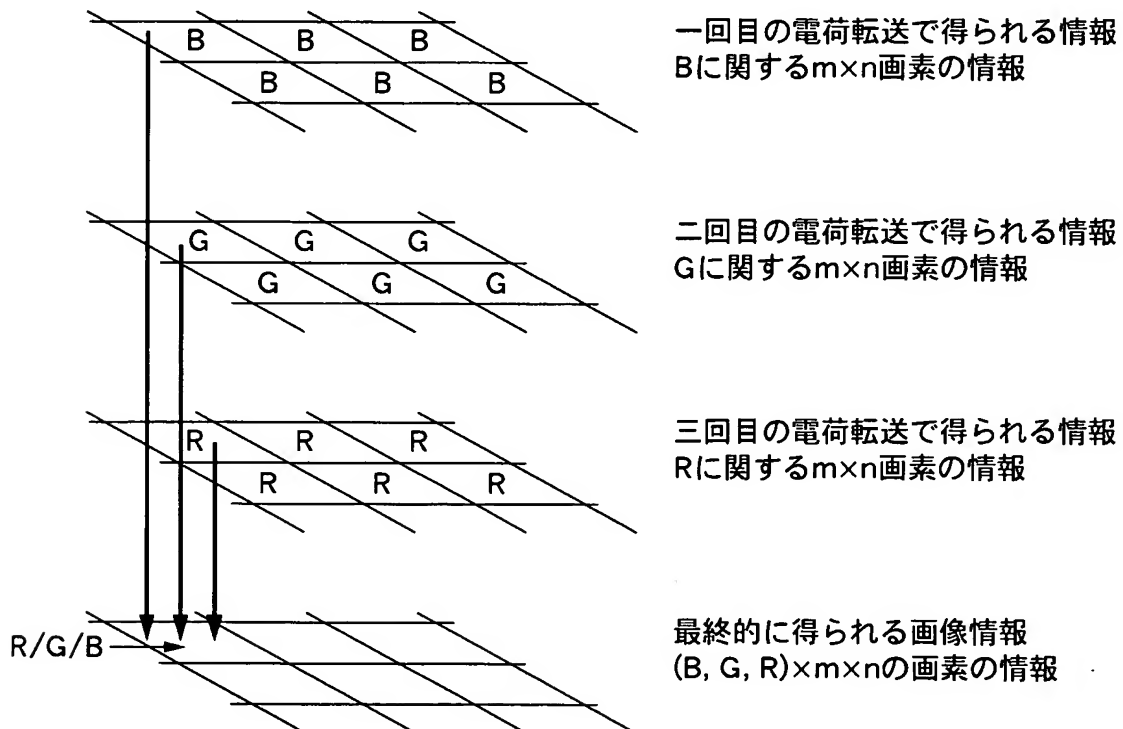 B B B
B B B
一回目の電荷転送で得られる情報
Bに関するm×n画素の情報
G G G
G G G
二回目の電荷転送で得られる情報
Gに関するm×n画素の情報
R R R
R R R
三回目の電荷転送で得られる情報
Rに関するm×n画素の情報
R/G/B
最終的に得られる画像情報
(B, G, R)×m×nの画素の情報